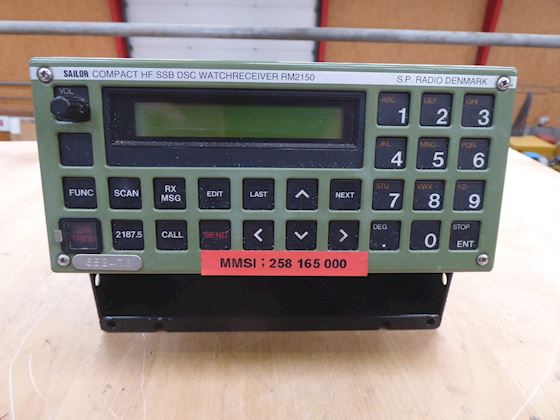 SAILOR COMPACT HF SSB DSC WATCHRECEIVER RM2150 S.P. RADIO DENMARK
VOL
ABC DEF GHI
1 2 3
JKL MNO PQR
4 5 6
FUNC SCAN RX MSG EDIT LAST NEXT
STU VWX YZ-
7 8 9
DISTRESS 2187.5 CALL SEND
DEG . 0 STOP ENT
MMSI : 258 165 000